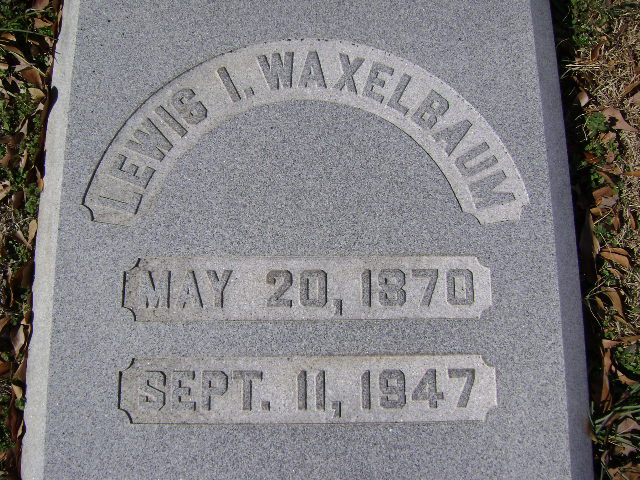 LEWIS I. WAXELBAUM
MAY 20, 1870
SEPT. 11, 1947